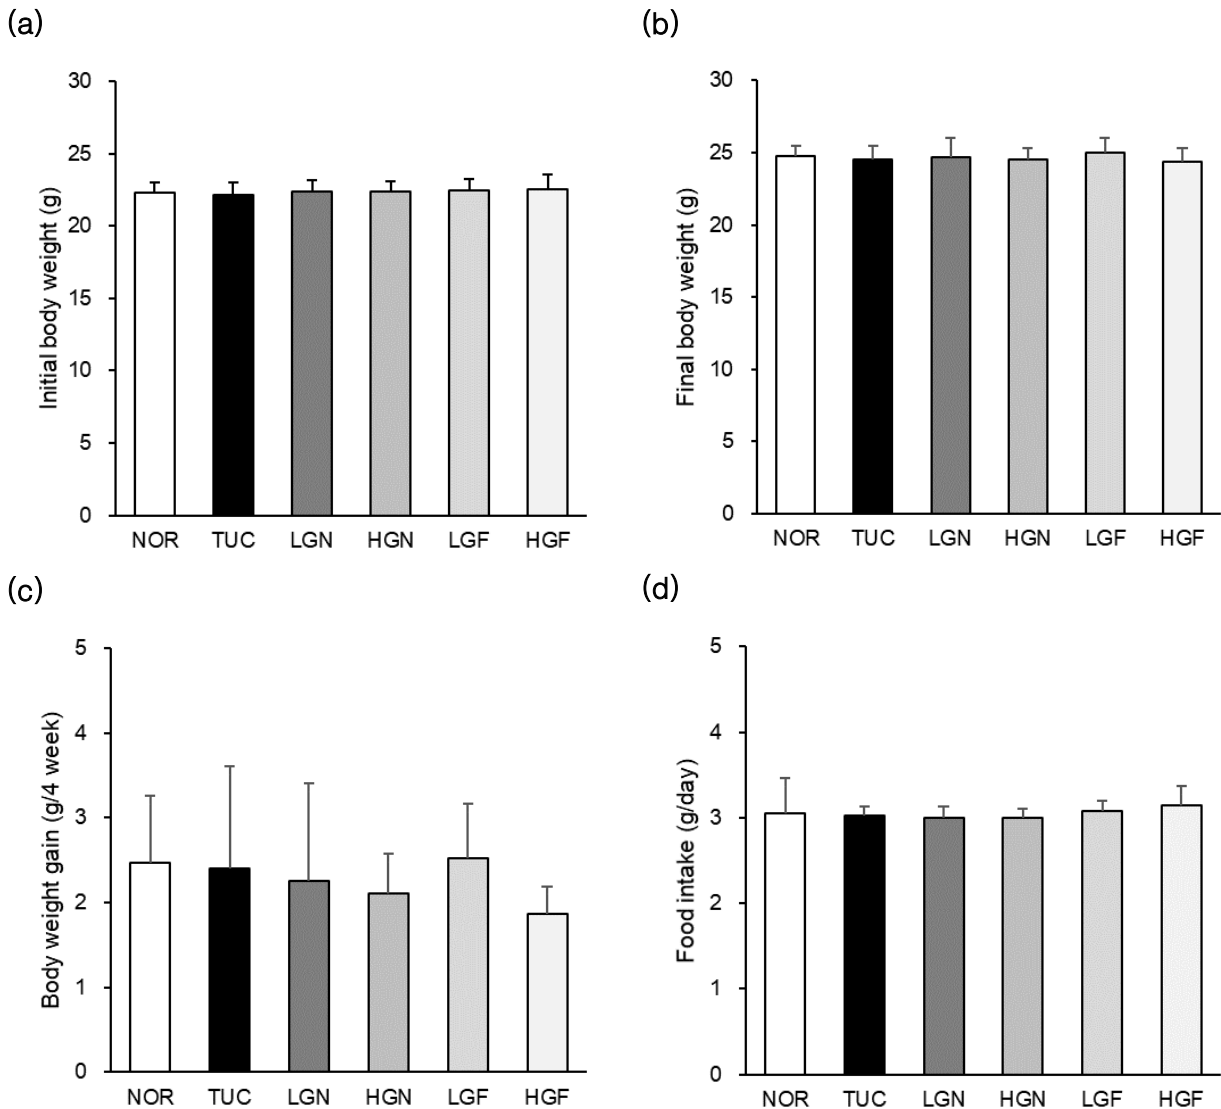 (a)
30
25
20
15
10
5
0
Initial body weight (g)
NOR TUC LGN HGN LGF HGF
(b)
30
25
20
15
10
5
0
Final body weight (g)
NOR TUC LGN HGN LGF HGF
(c)
5
4
3
2
1
0
Body weight gain (g/4 week)
NOR TUC LGN HGN LGF HGF
(d)
5
4
3
2
1
0
Food intake (g/day)
NOR TUC LGN HGN LGF HGF